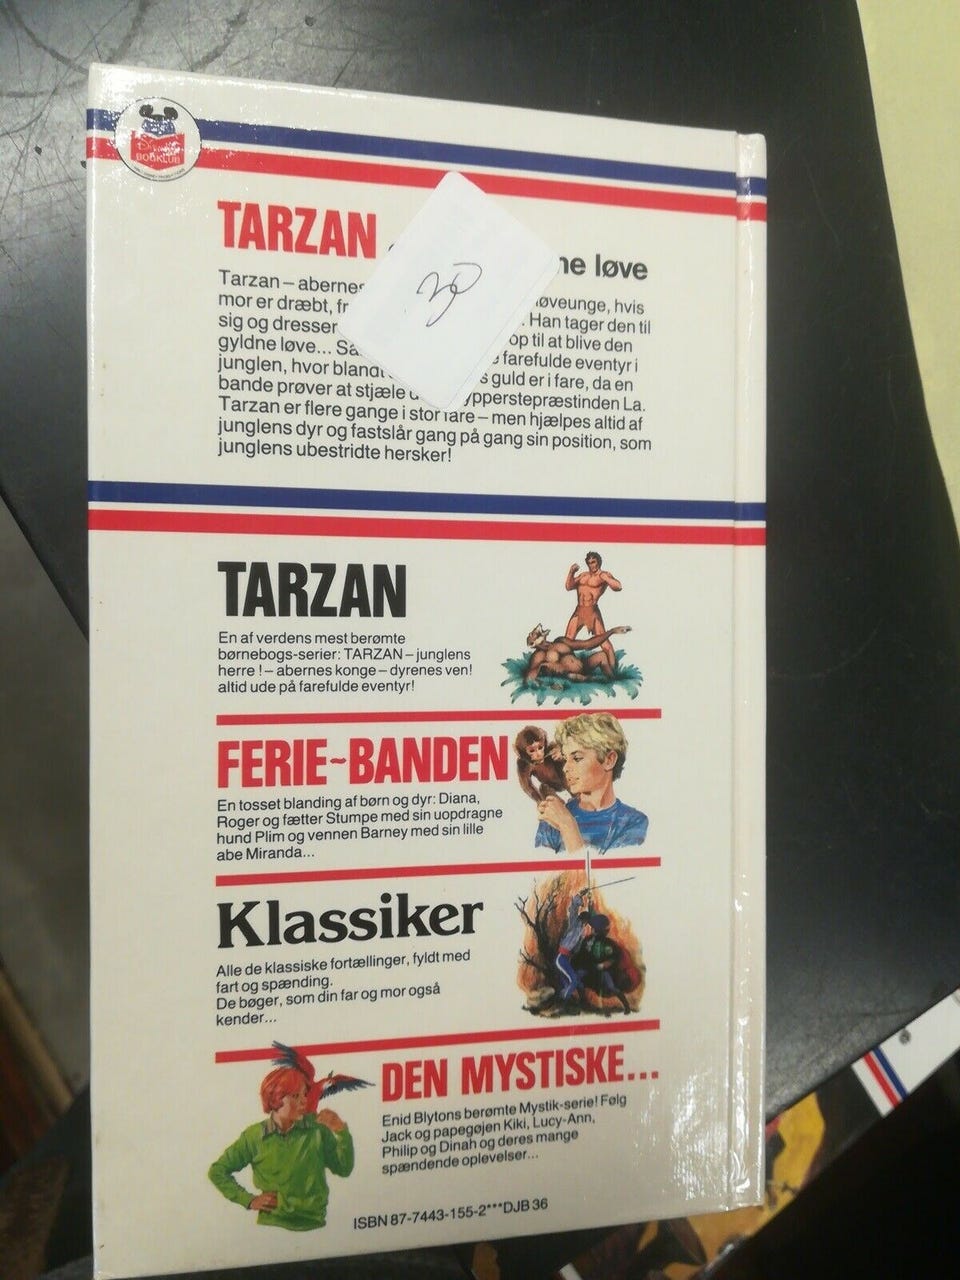 Disney's
BOGKLUB
TARZAN ne løve
Tarzan – abernes løveunge, hvis
mor er dræbt, fr Han tager den til
sig og dresser op til at blive den
gyldne løve... Så farefulde eventyr i
junglen, hvor blandt s guld er i fare, da en
bande prøver at stjæle ypperstepræstinden La.
Tarzan er flere gange i stor fare – men hjælpes altid af
junglens dyr og fastslår gang på gang sin position, som
junglens ubestridte hersker!
TARZAN
En af verdens mest berømte
børnebogs-serier: TARZAN – junglens
herre ! – abernes konge – dyrenes ven!
altid ude på farefulde eventyr!
FERIE~BANDEN
En tosset blanding af børn og dyr: Diana,
Roger og fætter Stumpe med sin uopdragne
hund Plim og vennen Barney med sin lille
abe Miranda...
Klassiker
Alle de klassiske fortællinger, fyldt med
fart og spænding.
De bøger, som din far og mor også
kender...
DEN MYSTISKE...
Enid Blytons berømte Mystik-serie! Følg
Jack og papegøjen Kiki, Lucy-Ann,
Philip og Dinah og deres mange
spændende oplevelser...
ISBN 87-7443-155-2***DJB 36